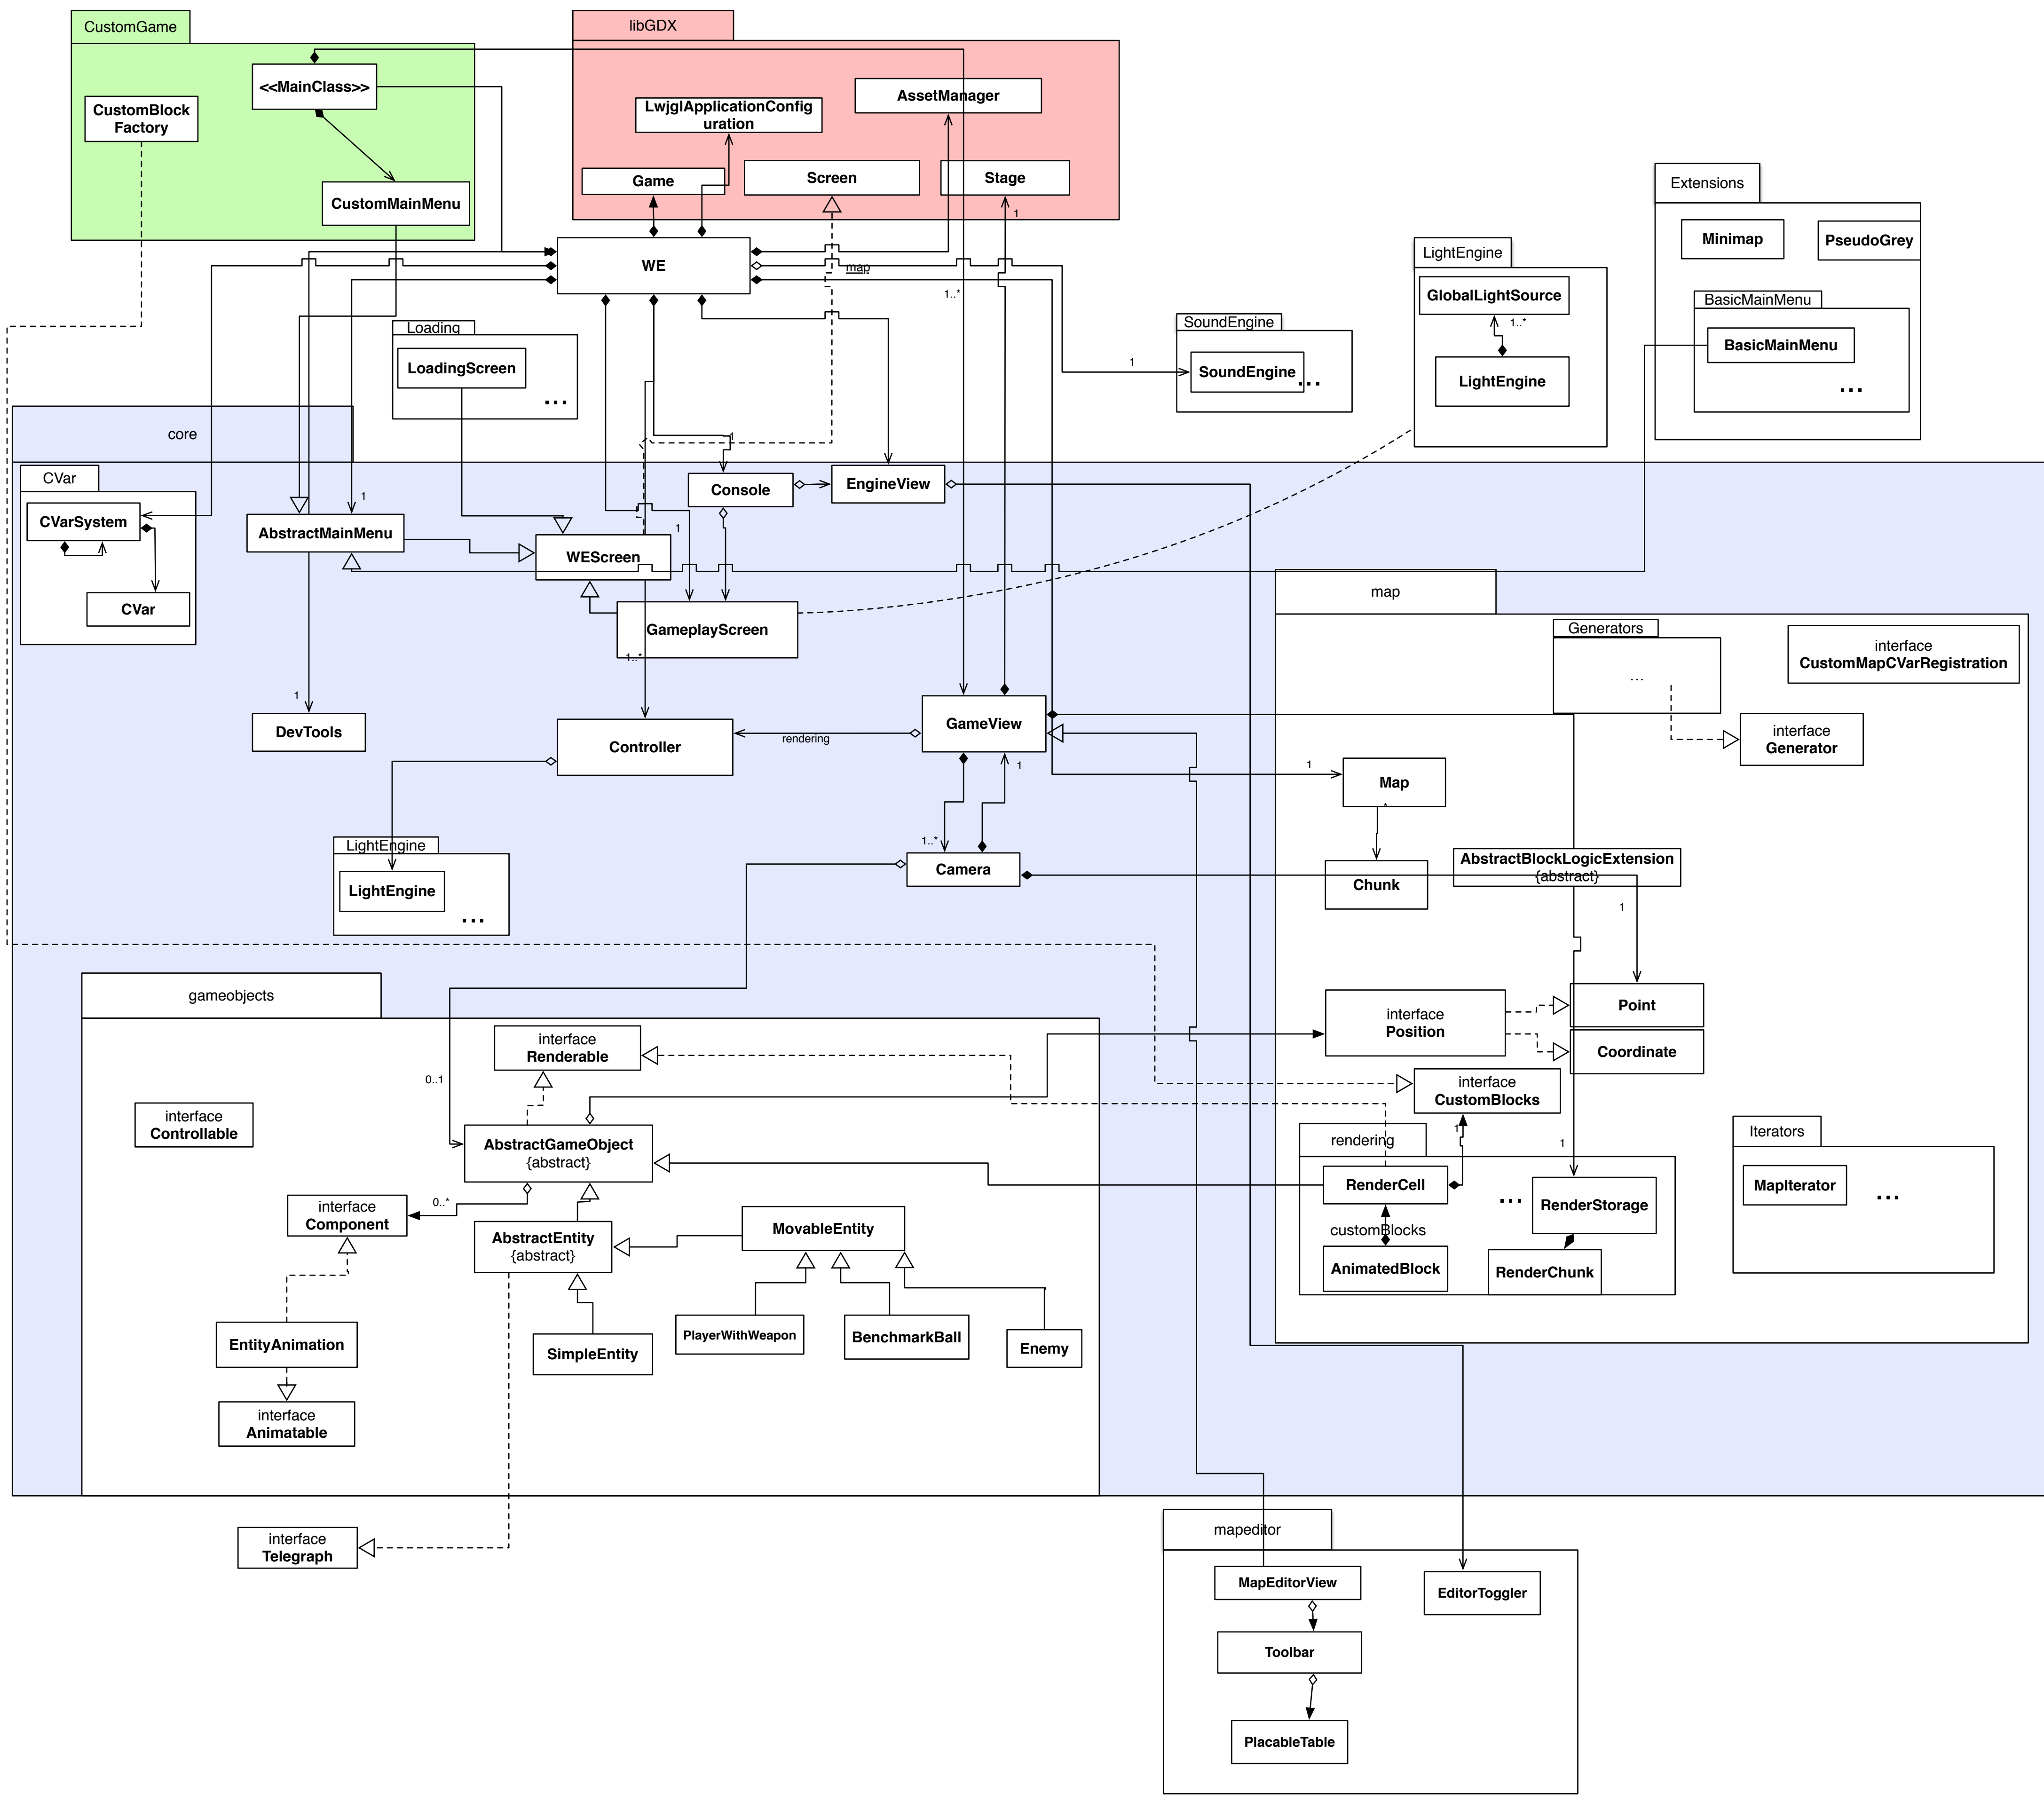 CustomGame
libGDX
<<MainClass>>
CustomBlock
Factory
CustomMainMenu
AssetManager
LwjglApplicationConfig
uration
Game
Screen
Stage
1
WE
map
1..*
Extensions
Minimap
PseudoGrey
BasicMainMenu
BasicMainMenu
...
LightEngine
GlobalLightSource
1..*
LightEngine
SoundEngine
SoundEngine
...
1
Loading
LoadingScreen
...
core
1
CVar
CVarSystem
CVar
1
AbstractMainMenu
Console
EngineView
1
WEScreen
GameplayScreen
1..*
1
DevTools
Controller
rendering
GameView
1
1..*
Camera
LightEngine
LightEngine
...
map
Generators
...
interface
CustomMapCVarRegistration
interface
Generator
1
Map
*
Chunk
AbstractBlockLogicExtension
{abstract}
1
interface
Position
Point
Coordinate
interface
CustomBlocks
1
rendering
RenderCell
customBlocks
AnimatedBlock
...
1
RenderStorage
RenderChunk
Iterators
MapIterator
...
gameobjects
interface
Renderable
0..1
interface
Controllable
AbstractGameObject
{abstract}
0..*
interface
Component
AbstractEntity
{abstract}
MovableEntity
EntityAnimation
SimpleEntity
PlayerWithWeapon
BenchmarkBall
Enemy
interface
Animatable
interface
Telegraph
mapeditor
MapEditorView
EditorToggler
Toolbar
PlacableTable